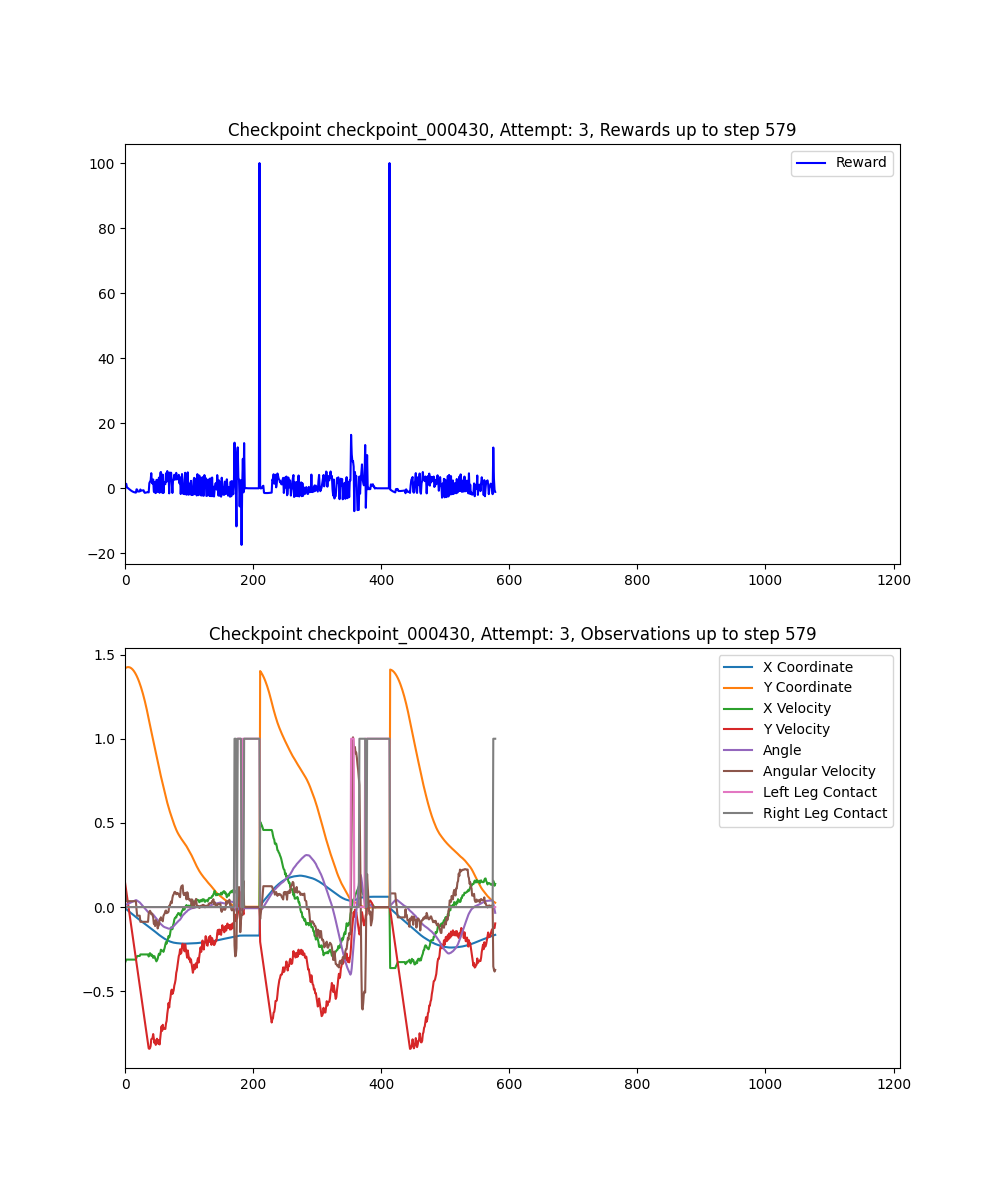 Checkpoint checkpoint_000430, Attempt: 3, Rewards up to step 579
100
80
60
40
20
0
−20
Reward
0 200 400 600 800 1000 1200
Checkpoint checkpoint_000430, Attempt: 3, Observations up to step 579
1.5
1.0
0.5
0.0
−0.5
X Coordinate
Y Coordinate
X Velocity
Y Velocity
Angle
Angular Velocity
Left Leg Contact
Right Leg Contact
0 200 400 600 800 1000 1200